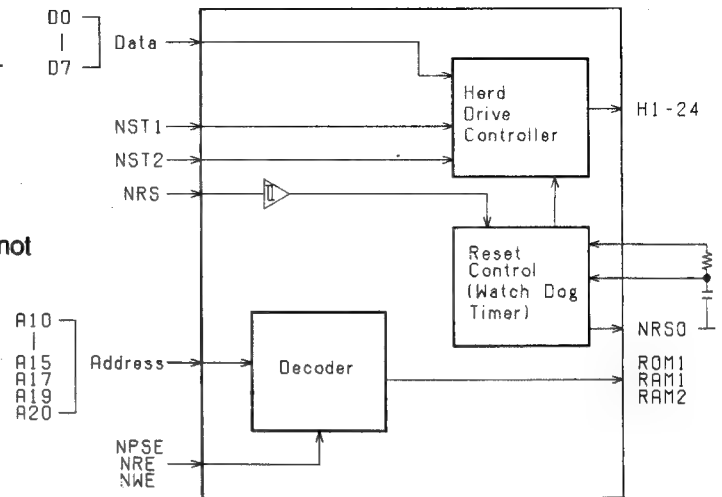 D0
|
D7
Data
NST1
NST2
NRS
not
A10
|
A15
A17
A19
A20
Address
NPSE
NRE
NWE
Herd
Drive
Controller
H1-24
Reset
Control
(Watch Dog
Timer)
NRSO
Decoder
ROM1
RAM1
RAM2